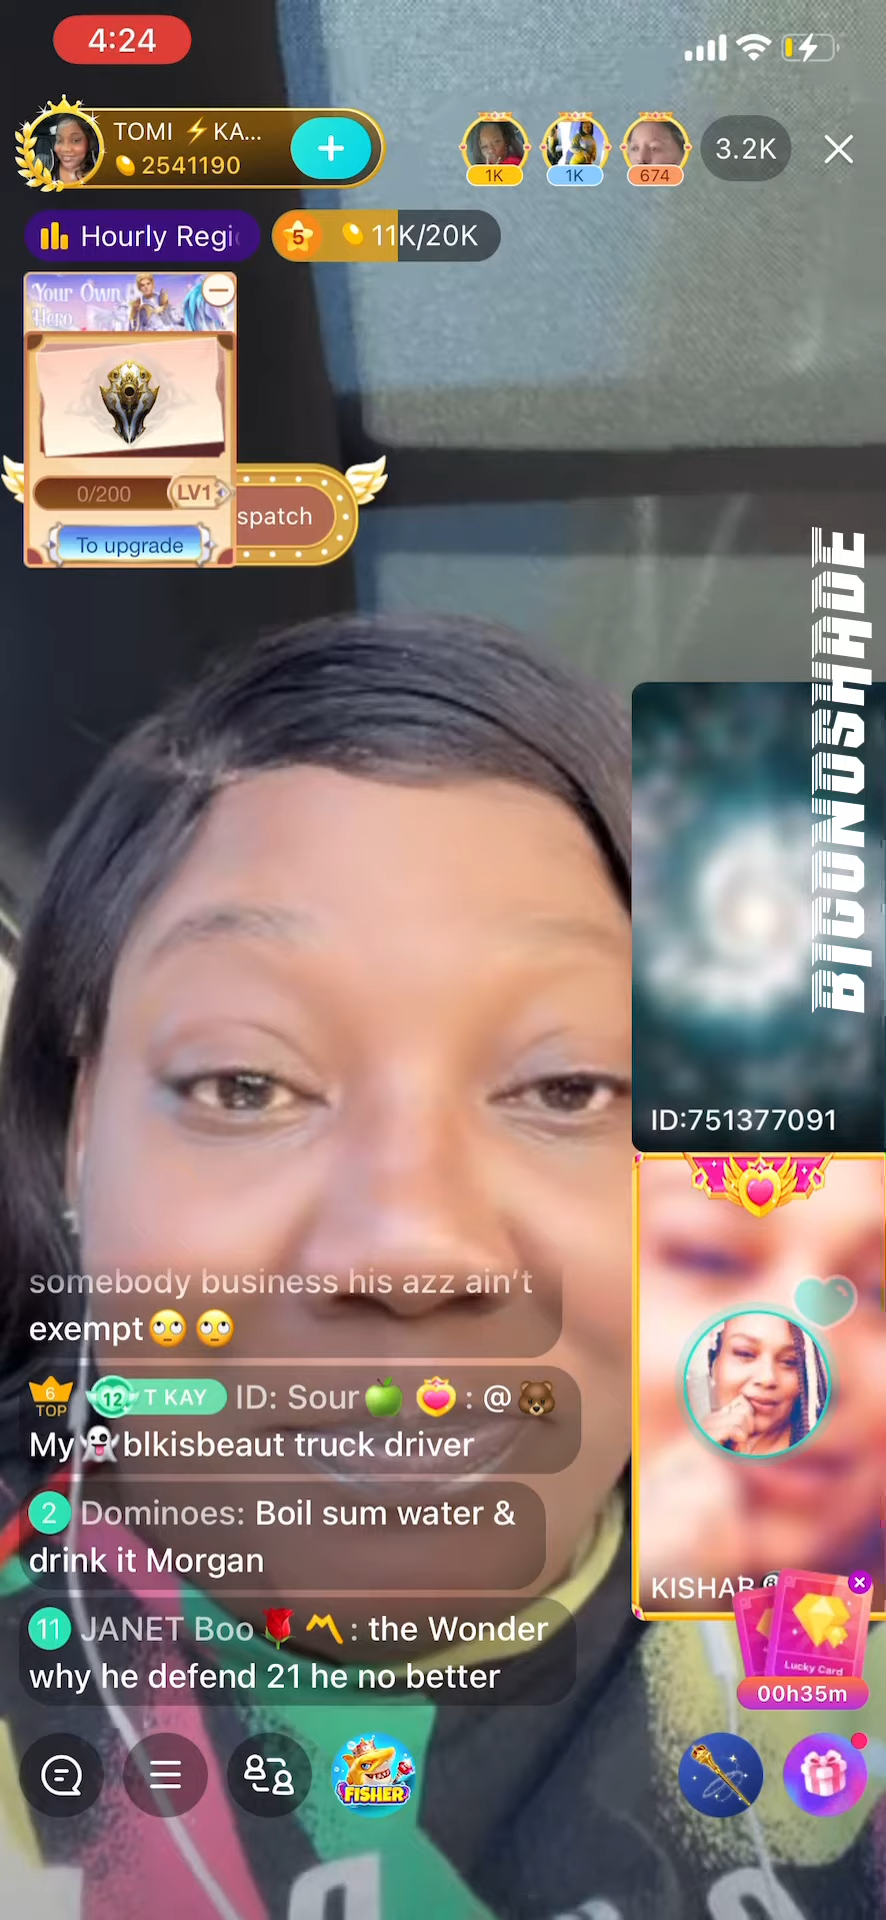 4:24
TOMI ⚡KA...
2541190
1K
1K
674
3.2K
Hourly Regi
5
11K/20K
Your Own
Hero
0/200
LV1
spatch
To upgrade
BIGONOSHADE
ID:751377091
somebody business his azz ain't
exempt🙄 🙄
6
TOP
12 T KAY ID: Sour🍏 💗 : @🐻
My👻blkisbeaut truck driver
2 Dominoes: Boil sum water &
drink it Morgan
11 JANET Boo🌹〽️ : the Wonder
why he defend 21 he no better
KISHAB
Lucky Card
00h35m
FISHER